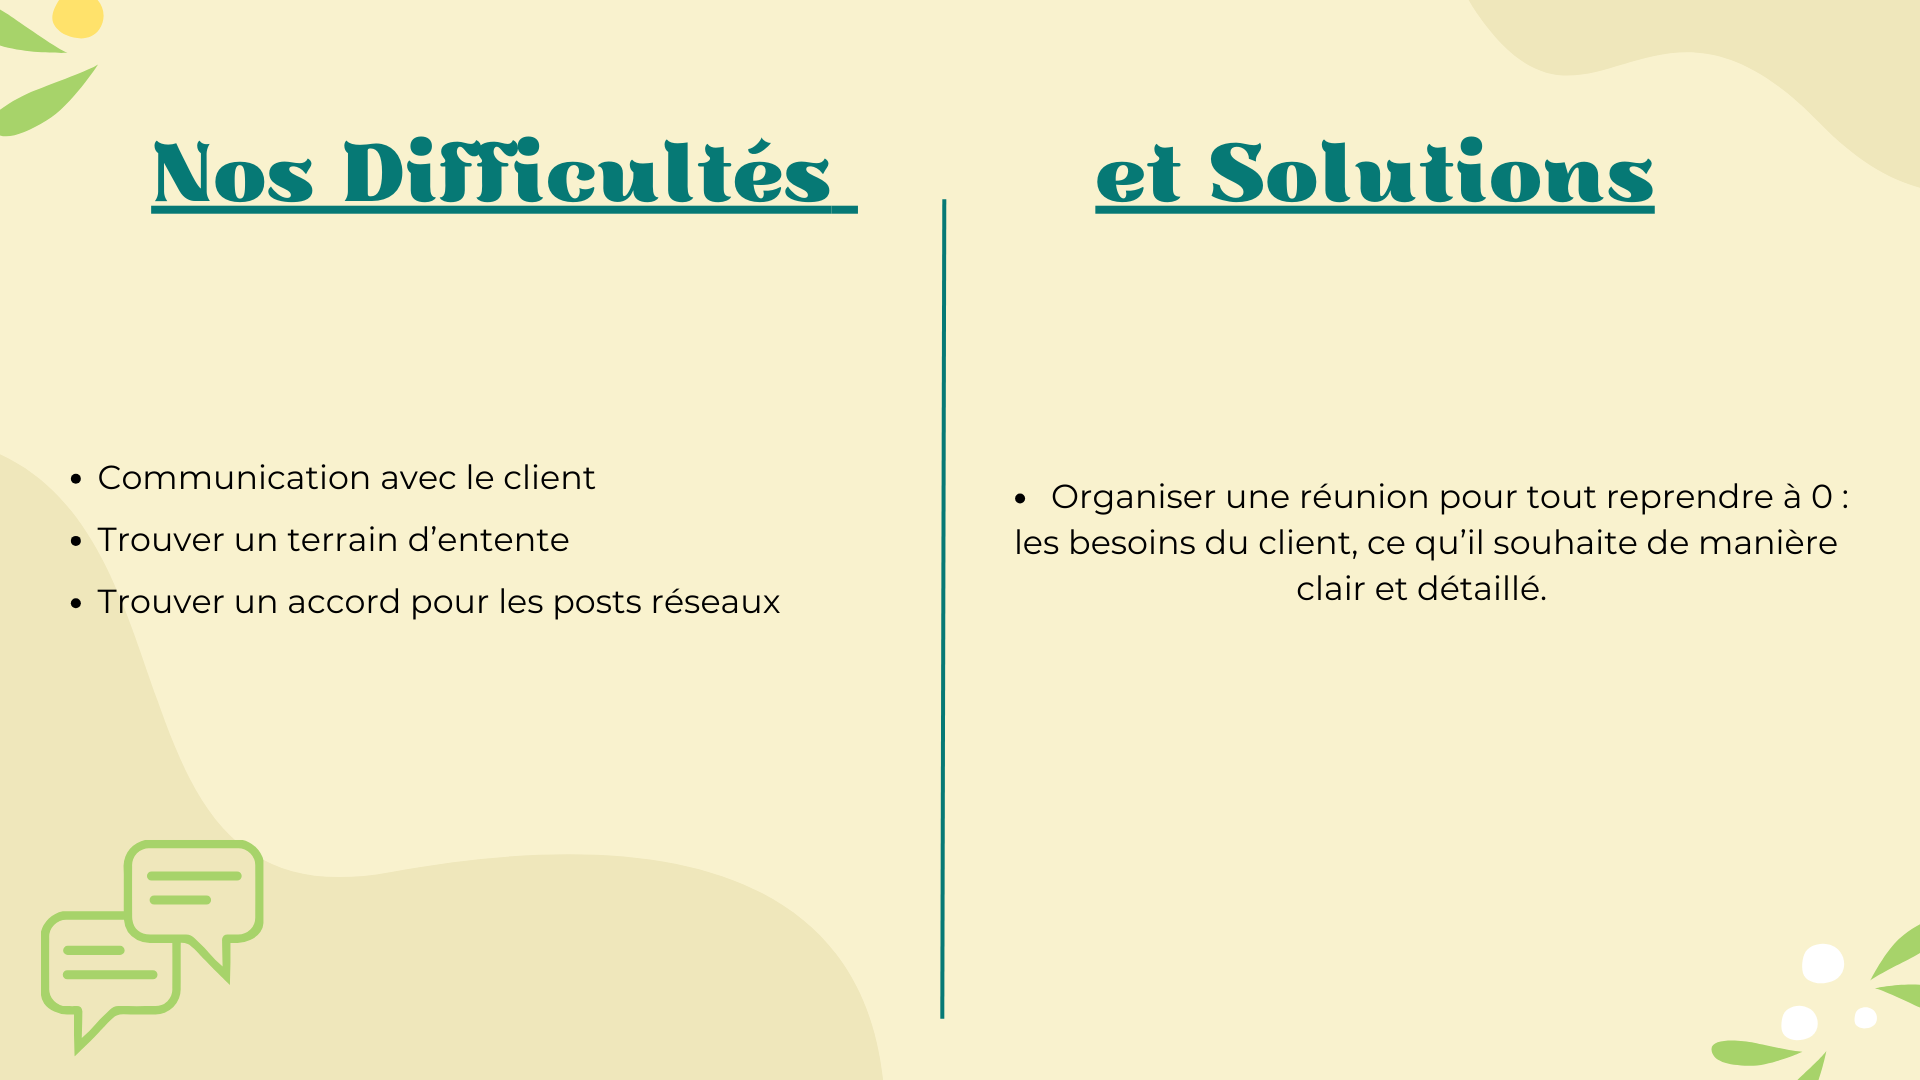 Nos Difficultés
et Solutions
• Communication avec le client
• Trouver un terrain d’entente
• Trouver un accord pour les posts réseaux
• Organiser une réunion pour tout reprendre à 0 :
les besoins du client, ce qu’il souhaite de manière
clair et détaillé.